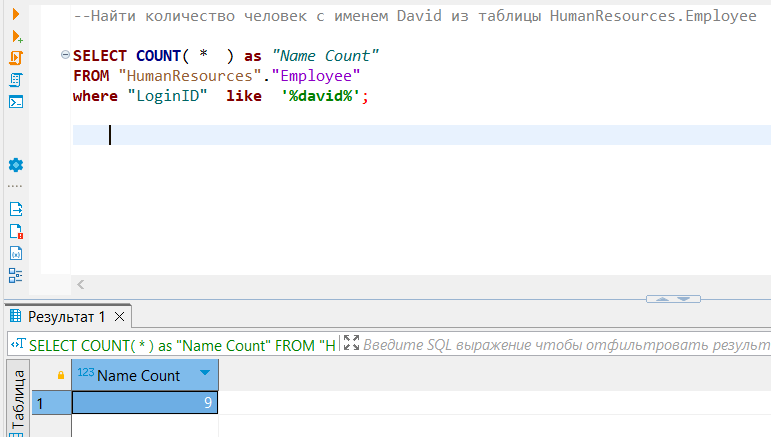 --Найти количество человек с именем David из таблицы HumanResources.Employee
SELECT COUNT( * ) as "Name Count"
FROM "HumanResources"."Employee"
where "LoginID" like '%david%';
Результат 1
SELECT COUNT( * ) as "Name Count" FROM "H
Введите SQL выражение чтобы отфильтровать результ
Таблица
123 Name Count
1 9